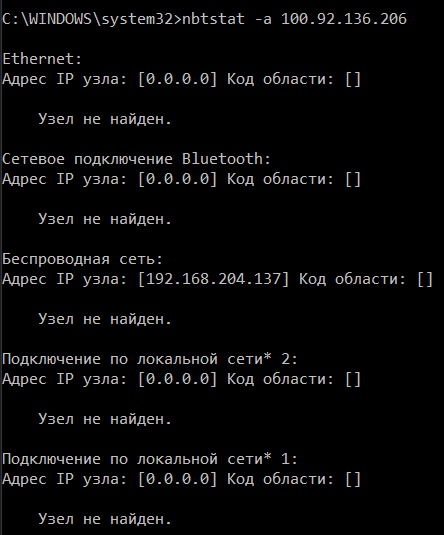 C:\WINDOWS\system32>nbtstat -a 100.92.136.206
Ethernet:
Адрес IP узла: [0.0.0.0] Код области: []
Узел не найден.
Сетевое подключение Bluetooth:
Адрес IP узла: [0.0.0.0] Код области: []
Узел не найден.
Беспроводная сеть:
Адрес IP узла: [192.168.204.137] Код области: []
Узел не найден.
Подключение по локальной сети* 2:
Адрес IP узла: [0.0.0.0] Код области: []
Узел не найден.
Подключение по локальной сети* 1:
Адрес IP узла: [0.0.0.0] Код области: []
Узел не найден.